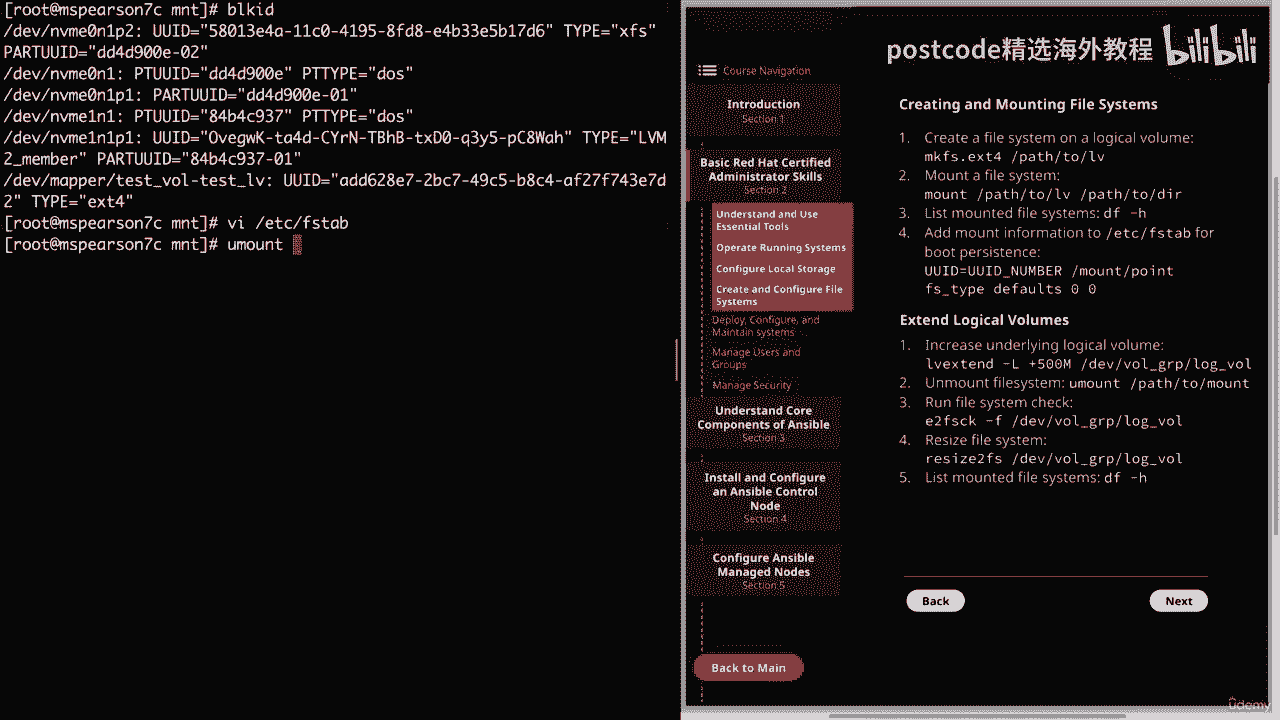 [root@mspearson7c mnt]# blkid
/dev/nvme0n1p2: UUID="58013e4a-11c0-4195-8fd8-e4b33e5b17d6" TYPE="xfs"
PARTUUID="dd4d900e-02"
/dev/nvme0n1: PTUUID="dd4d900e" PTTYPE="dos"
/dev/nvme0n1p1: PARTUUID="dd4d900e-01"
/dev/nvme1n1: PTUUID="84b4c937" PTTYPE="dos"
/dev/nvme1n1p1: UUID="OvegwK-ta4d-CYrN-TBhB-txD0-q3y5-pC8Wah" TYPE="LVM
2_member" PARTUUID="84b4c937-01"
/dev/mapper/test_vol-test_lv: UUID="add628e7-2bc7-49c5-b8c4-af27f743e7d
2" TYPE="ext4"
[root@mspearson7c mnt]# vi /etc/fstab
[root@mspearson7c mnt]# umount
postcode精选海外教程 bilibili
Course Navigation
Introduction
Section 1
Basic Red Hat Certified
Administrator Skills
Section 2
Understand and Use
Essential Tools
Operate Running Systems
Configure Local Storage
Create and Configure File
Systems
Deploy, Configure, and
Maintain systems
Manage Users and
Groups
Manage Security
Understand Core
Components of Ansible
Section 3
Install and Configure
an Ansible Control
Node
Section 4
Configure Ansible
Managed Nodes
Section 5
Back to Main
Creating and Mounting File Systems
1. Create a file system on a logical volume:
mkfs.ext4 /path/to/lv
2. Mount a file system:
mount /path/to/lv /path/to/dir
3. List mounted file systems: df -h
4. Add mount information to /etc/fstab for
boot persistence:
UUID=UUID_NUMBER /mount/point
fs_type defaults 0 0
Extend Logical Volumes
1. Increase underlying logical volume:
lvextend -L +500M /dev/vol_grp/log_vol
2. Unmount filesystem: umount /path/to/mount
3. Run file system check:
e2fsck -f /dev/vol_grp/log_vol
4. Resize file system:
resize2fs /dev/vol_grp/log_vol
5. List mounted file systems: df -h
Back
Next
udemy